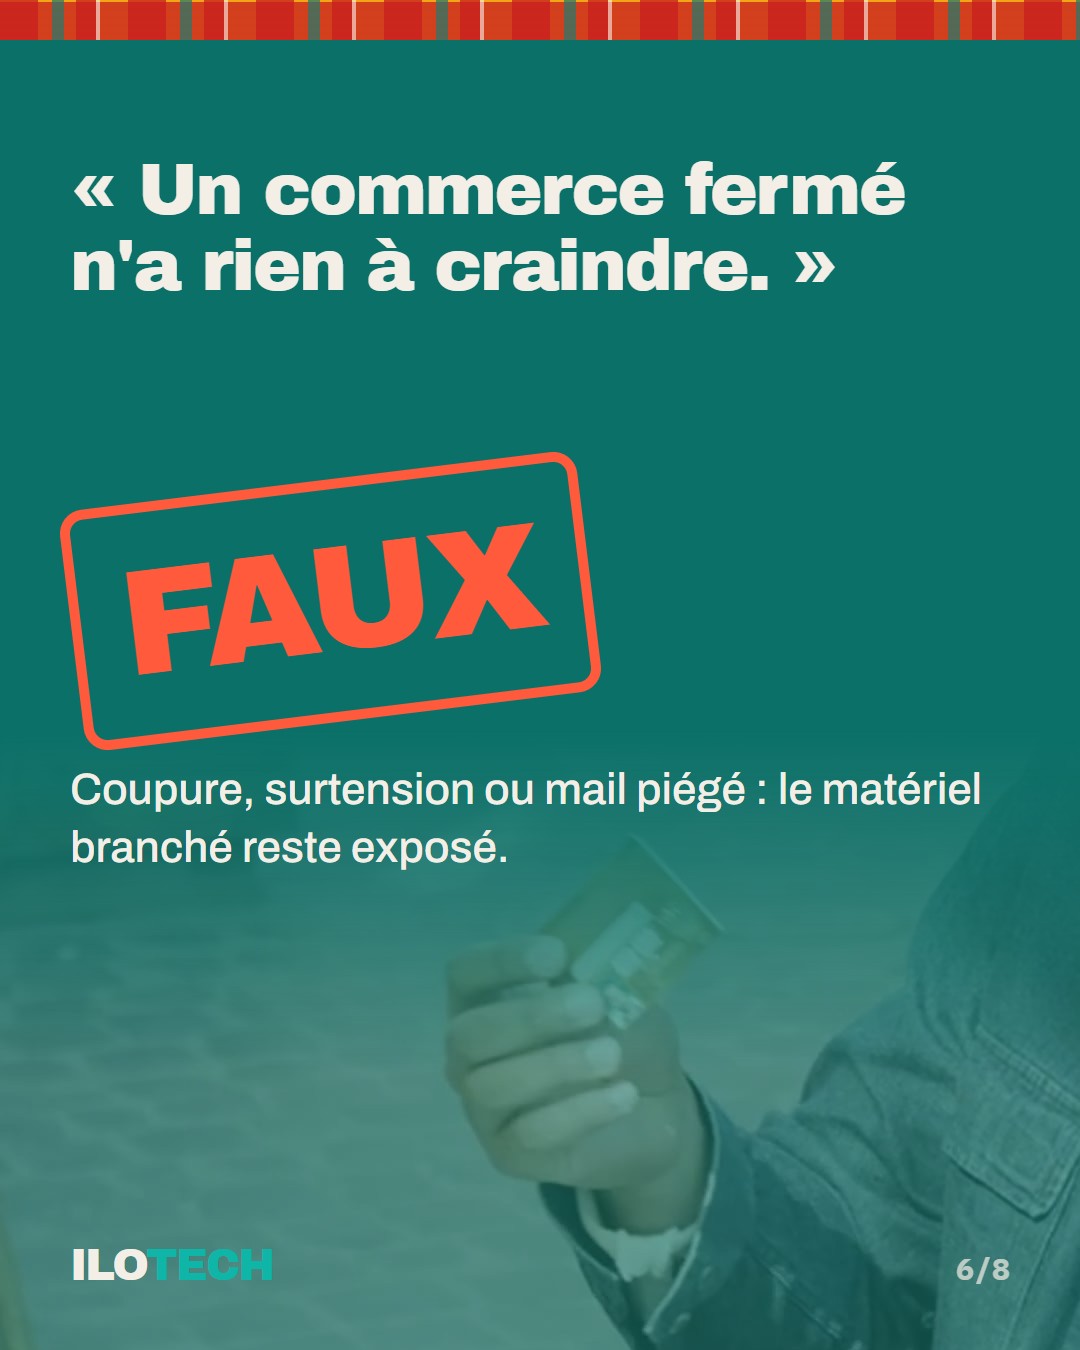 « Un commerce fermé
n'a rien à craindre. »
FAUX
Coupure, surtension ou mail piégé : le matériel
branché reste exposé.
ILOTECH
6/8